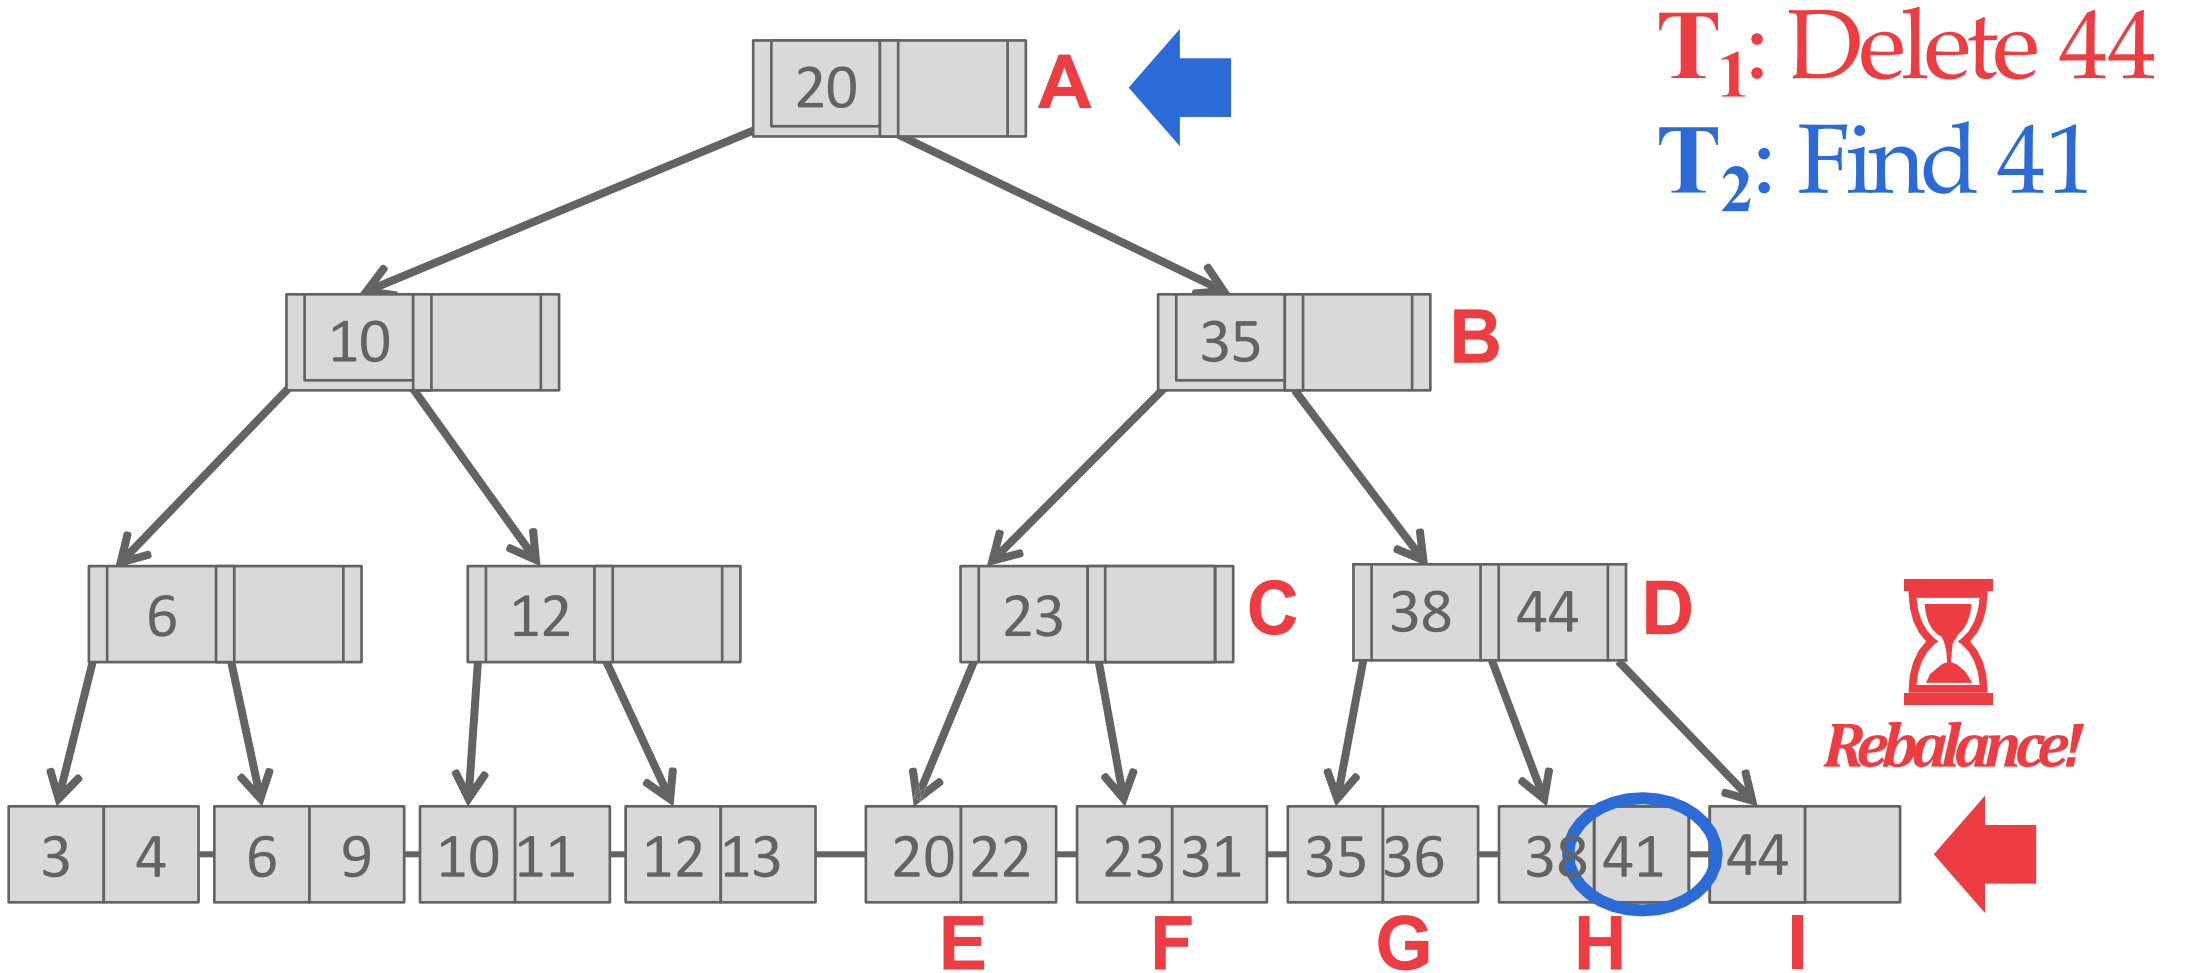 T1: Delete 44
T2: Find 41
20 A
10
35 B
6
12
23 C
38 44 D
Rebalance!
3 4 6 9 10 11 12 13 20 22 23 31 35 36 38 41 44
E F G H I